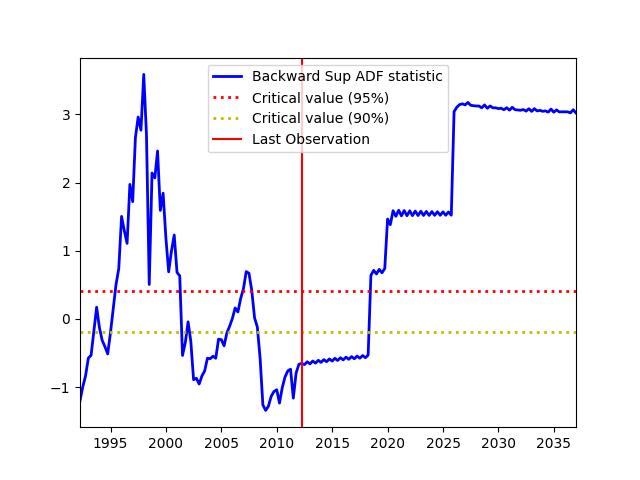 Backward Sup ADF statistic
Critical value (95%)
Critical value (90%)
Last Observation
3
2
1
0
−1
1995 2000 2005 2010 2015 2020 2025 2030 2035